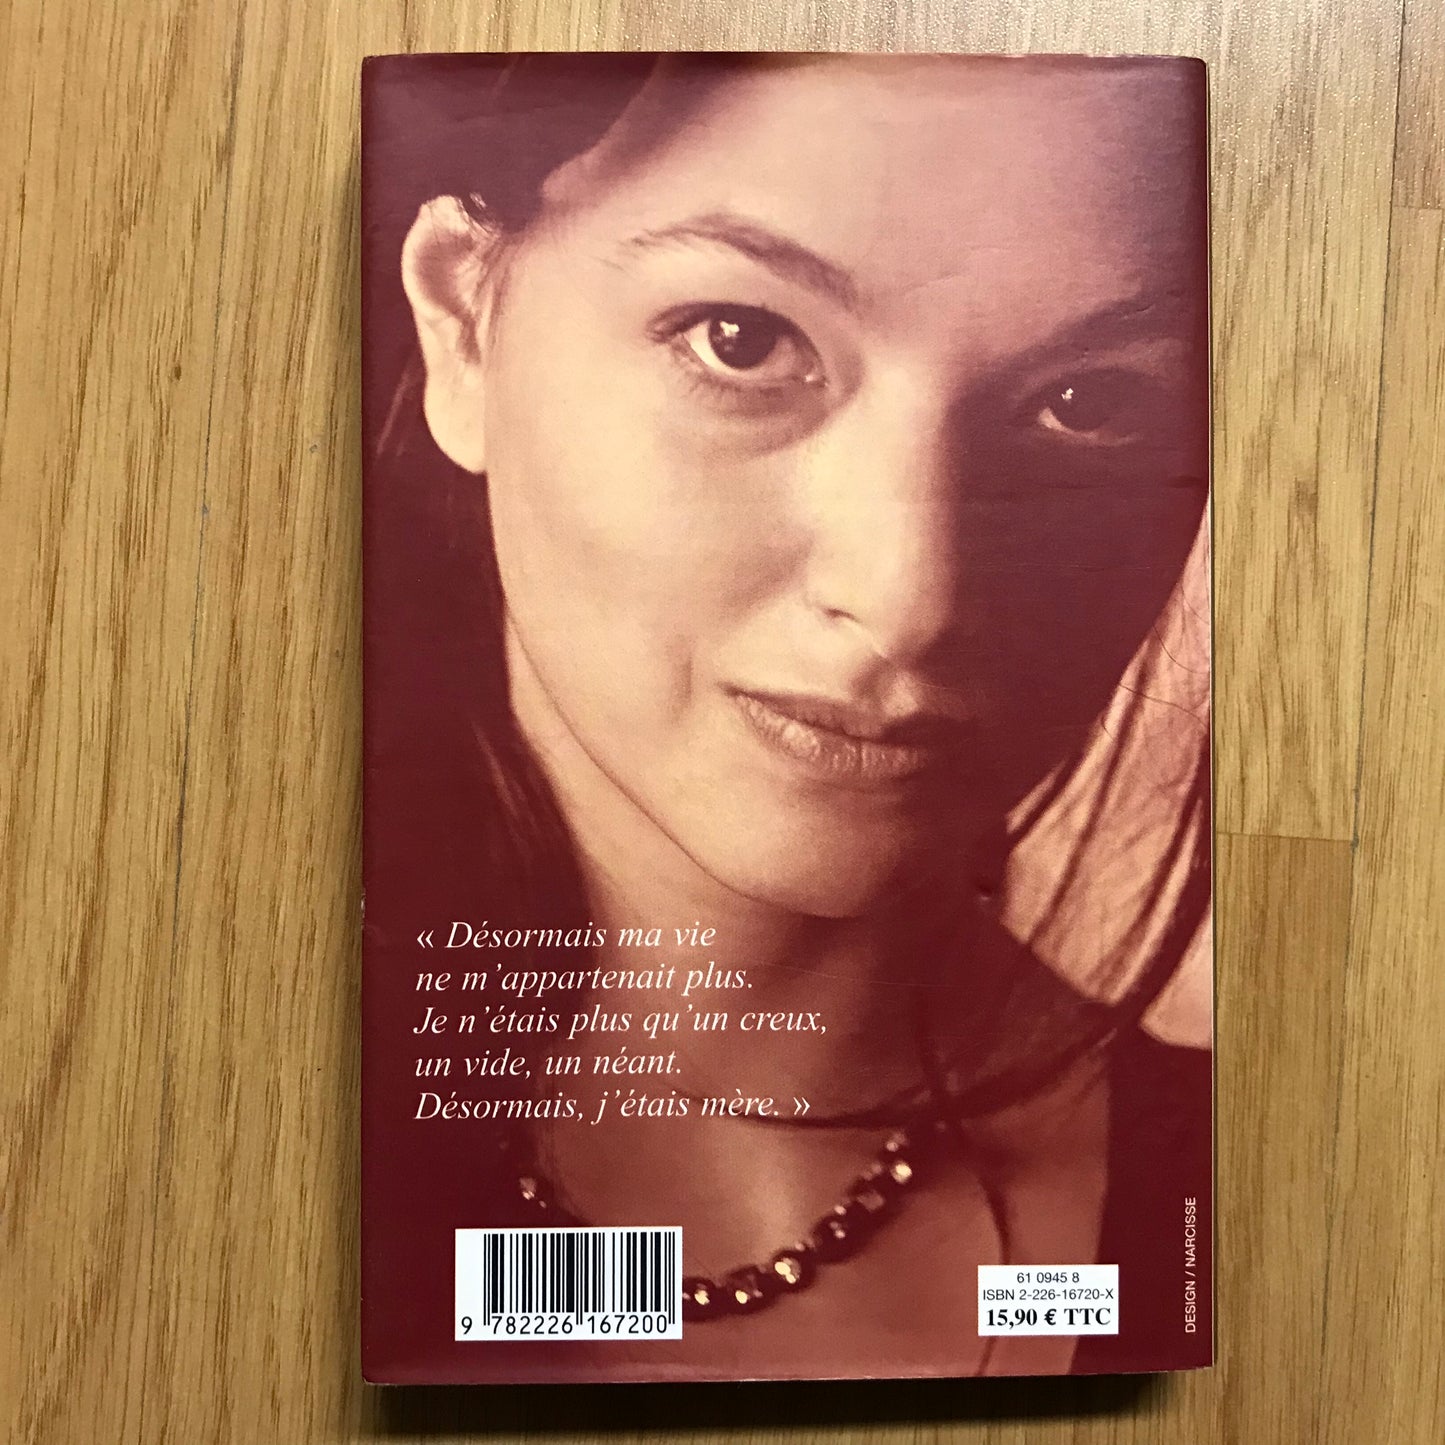 « Désormais ma vie
ne m'appartenait plus.
Je n'étais plus qu'un creux,
un vide, un néant.
Désormais, j'étais mère. »
9 782226 167200
61 0945 8
ISBN 2-226-16720-X
15,90 € TTC
DESIGN / NARCISSE